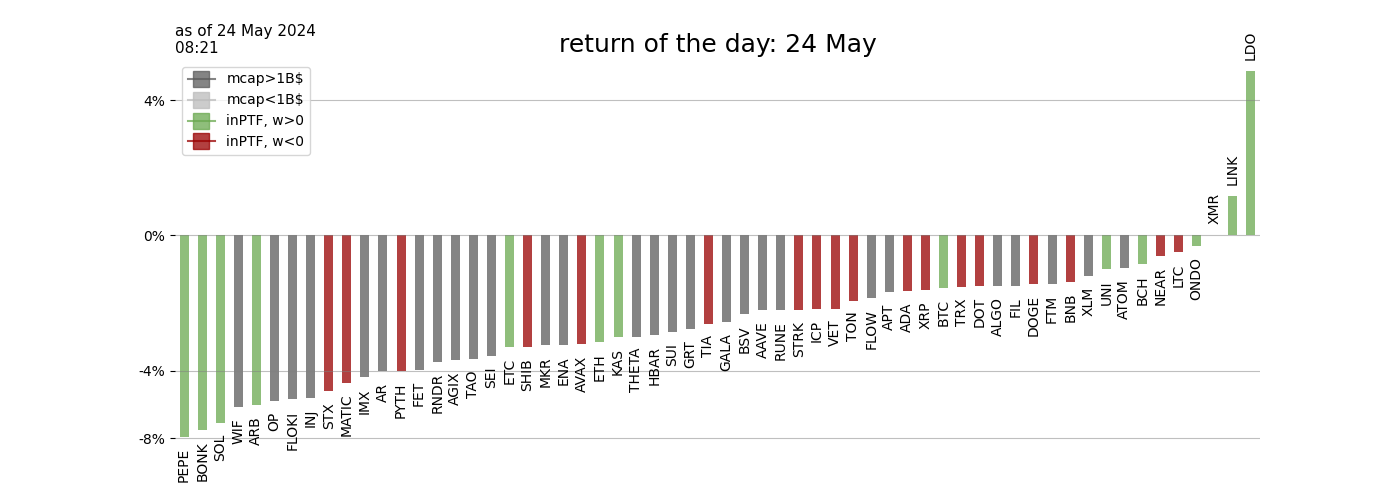 as of 24 May 2024
08:21
return of the day: 24 May
mcap>1B$
mcap<1B$
inPTF, w>0
inPTF, w<0
4%
0%
-4%
-8%
PEPE
BONK
SOL
WIF
ARB
OP
FLOKI
INJ
STX
MATIC
IMX
AR
PYTH
FET
RNDR
AGIX
TAO
SEI
ETC
SHIB
MKR
ENA
AVAX
ETH
KAS
THETA
HBAR
SUI
GRT
TIA
GALA
BSV
AAVE
RUNE
STRK
ICP
VET
TON
FLOW
APT
ADA
XRP
BTC
TRX
DOT
ALGO
FIL
DOGE
FTM
BNB
XLM
UNI
ATOM
BCH
NEAR
LTC
ONDO
XMR
LINK
LDO